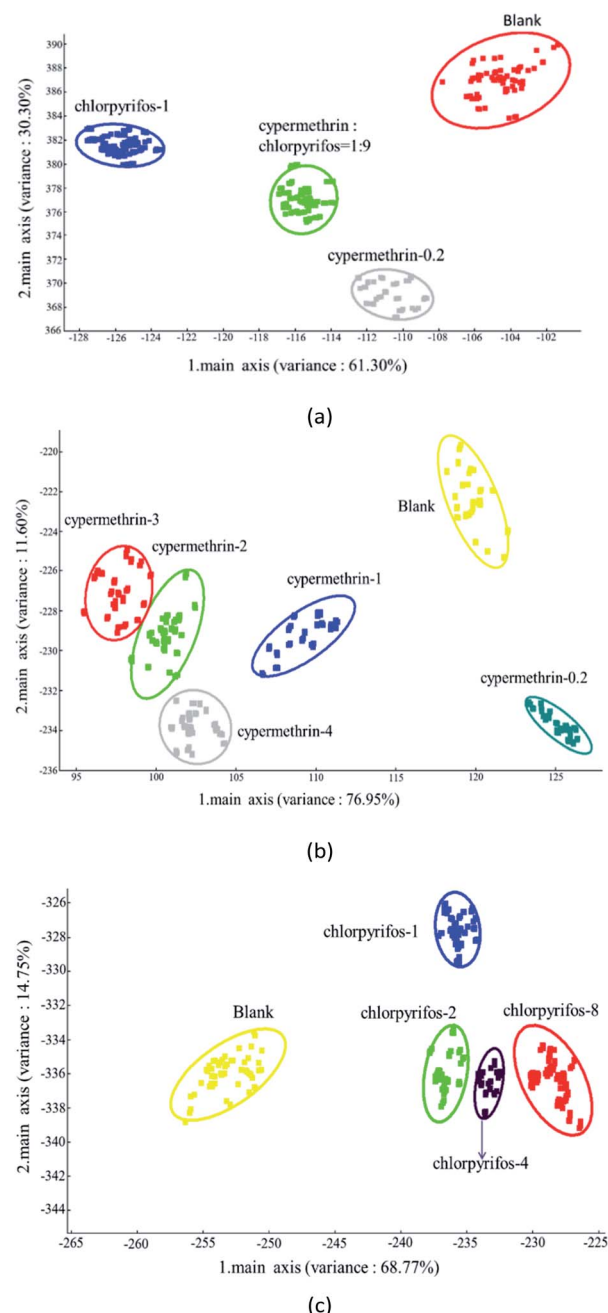 Blank
390
388
386
384
382
380
378
376
374
372
370
368
366
2.main axis (variance : 30.30%)
chlorpyrifos-1
cypermethrin :
chlorpyrifos=1:9
cypermethrin-0.2
-128 -126 -124 -122 -120 -118 -116 -114 -112 -110 -108 -106 -104 -102
1.main axis (variance : 61.30%)
(a)
-220
-224
-226
-228
-230
-232
-234
-236
2.main axis (variance : 11.60%)
cypermethrin-3
cypermethrin-2
Blank
cypermethrin-1
cypermethrin-0.2
cypermethrin-4
95 100 105 110 115 120 125
1.main axis (variance : 76.95%)
(b)
-326
-328
-330
-332
-334
-336
-338
-340
-342
-344
2.main axis (variance : 14.75%)
chlorpyrifos-1
Blank
chlorpyrifos-2
chlorpyrifos-8
chlorpyrifos-4
-265 -255 -250 -245 -240 -235 -230 -225
1.main axis (variance : 68.77%)
(c)